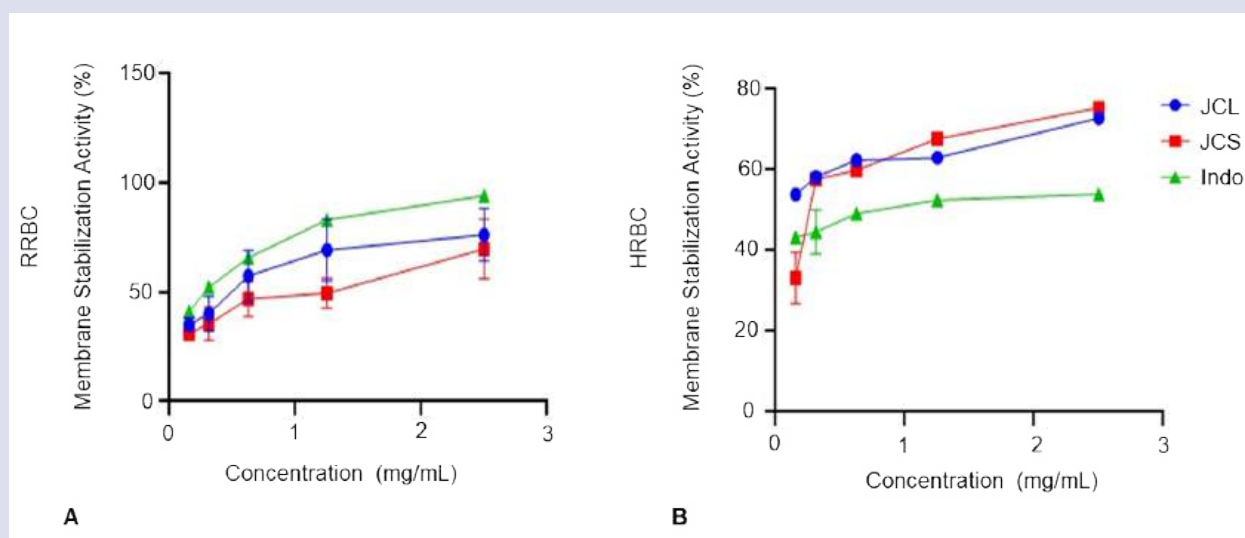 RRBC
Membrane Stabilization Activity (%)
150
100
50
0
0 1 2 3
Concentration (mg/mL)
A
HRBC
Membrane Stabilization Activity (%)
80
60
40
20
0
0 1 2 3
Concentration (mg/mL)
B
JCL
JCS
Indo